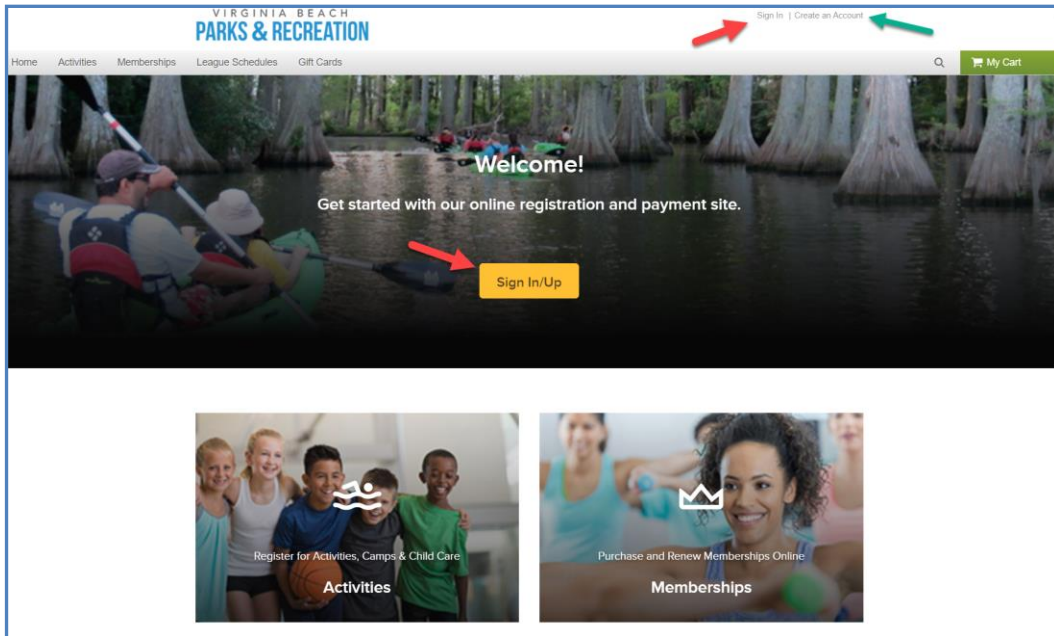 VIRGINIA BEACH
PARKS & RECREATION
Sign In | Create an Account
Home Activities Memberships League Schedules Gift Cards
My Cart
Welcome!
Get started with our online registration and payment site.
Sign In/Up
Register for Activities, Camps & Child Care
Activities
Purchase and Renew Memberships Online
Memberships